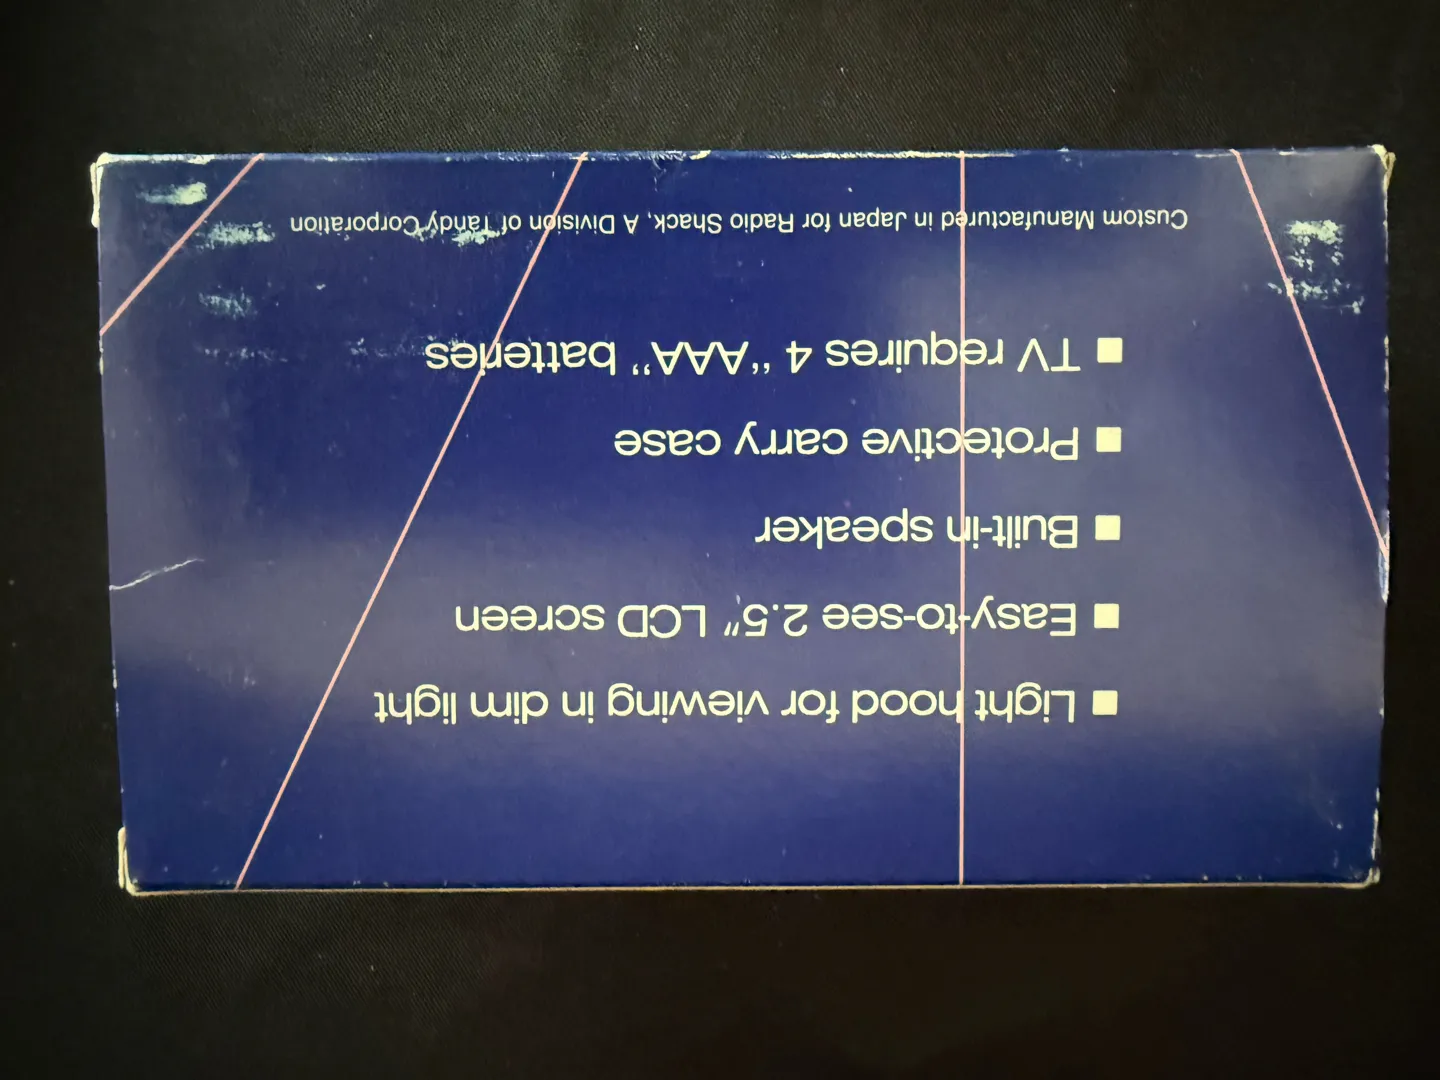 ■ Light hood for viewing in dim light
■ Easy-to-see 2.5" LCD screen
■ Built-in speaker
■ Protective carry case
■ TV requires 4 "AAA" batteries
Custom Manufactured in Japan for Radio Shack, A Division of Tandy Corporation